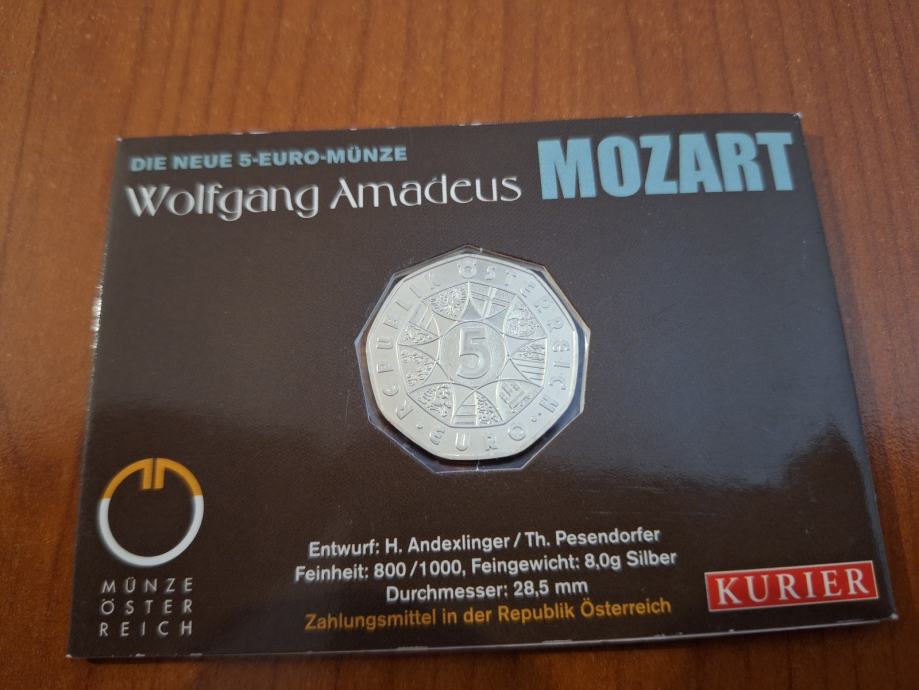 DIE NEUE 5-EURO-MÜNZE
Wolfgang Amadeus MOZART
REPUBLIK ÖSTERREICH
5
EURO
Entwurf: H. Andexlinger / Th. Pesendorfer
Feinheit: 800/1000, Feingewicht: 8,0g Silber
Durchmesser: 28,5 mm
Zahlungsmittel in der Republik Österreich
MÜNZE
ÖSTER
REICH
KURIER